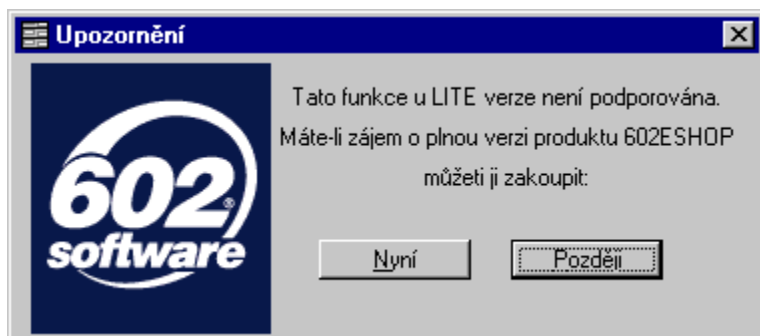 Upozornění
Tato funkce u LITE verze není podporována.
Máte-li zájem o plnou verzi produktu 602ESHOP
můžeti ji zakoupit:
602®
software
Nyní
Později